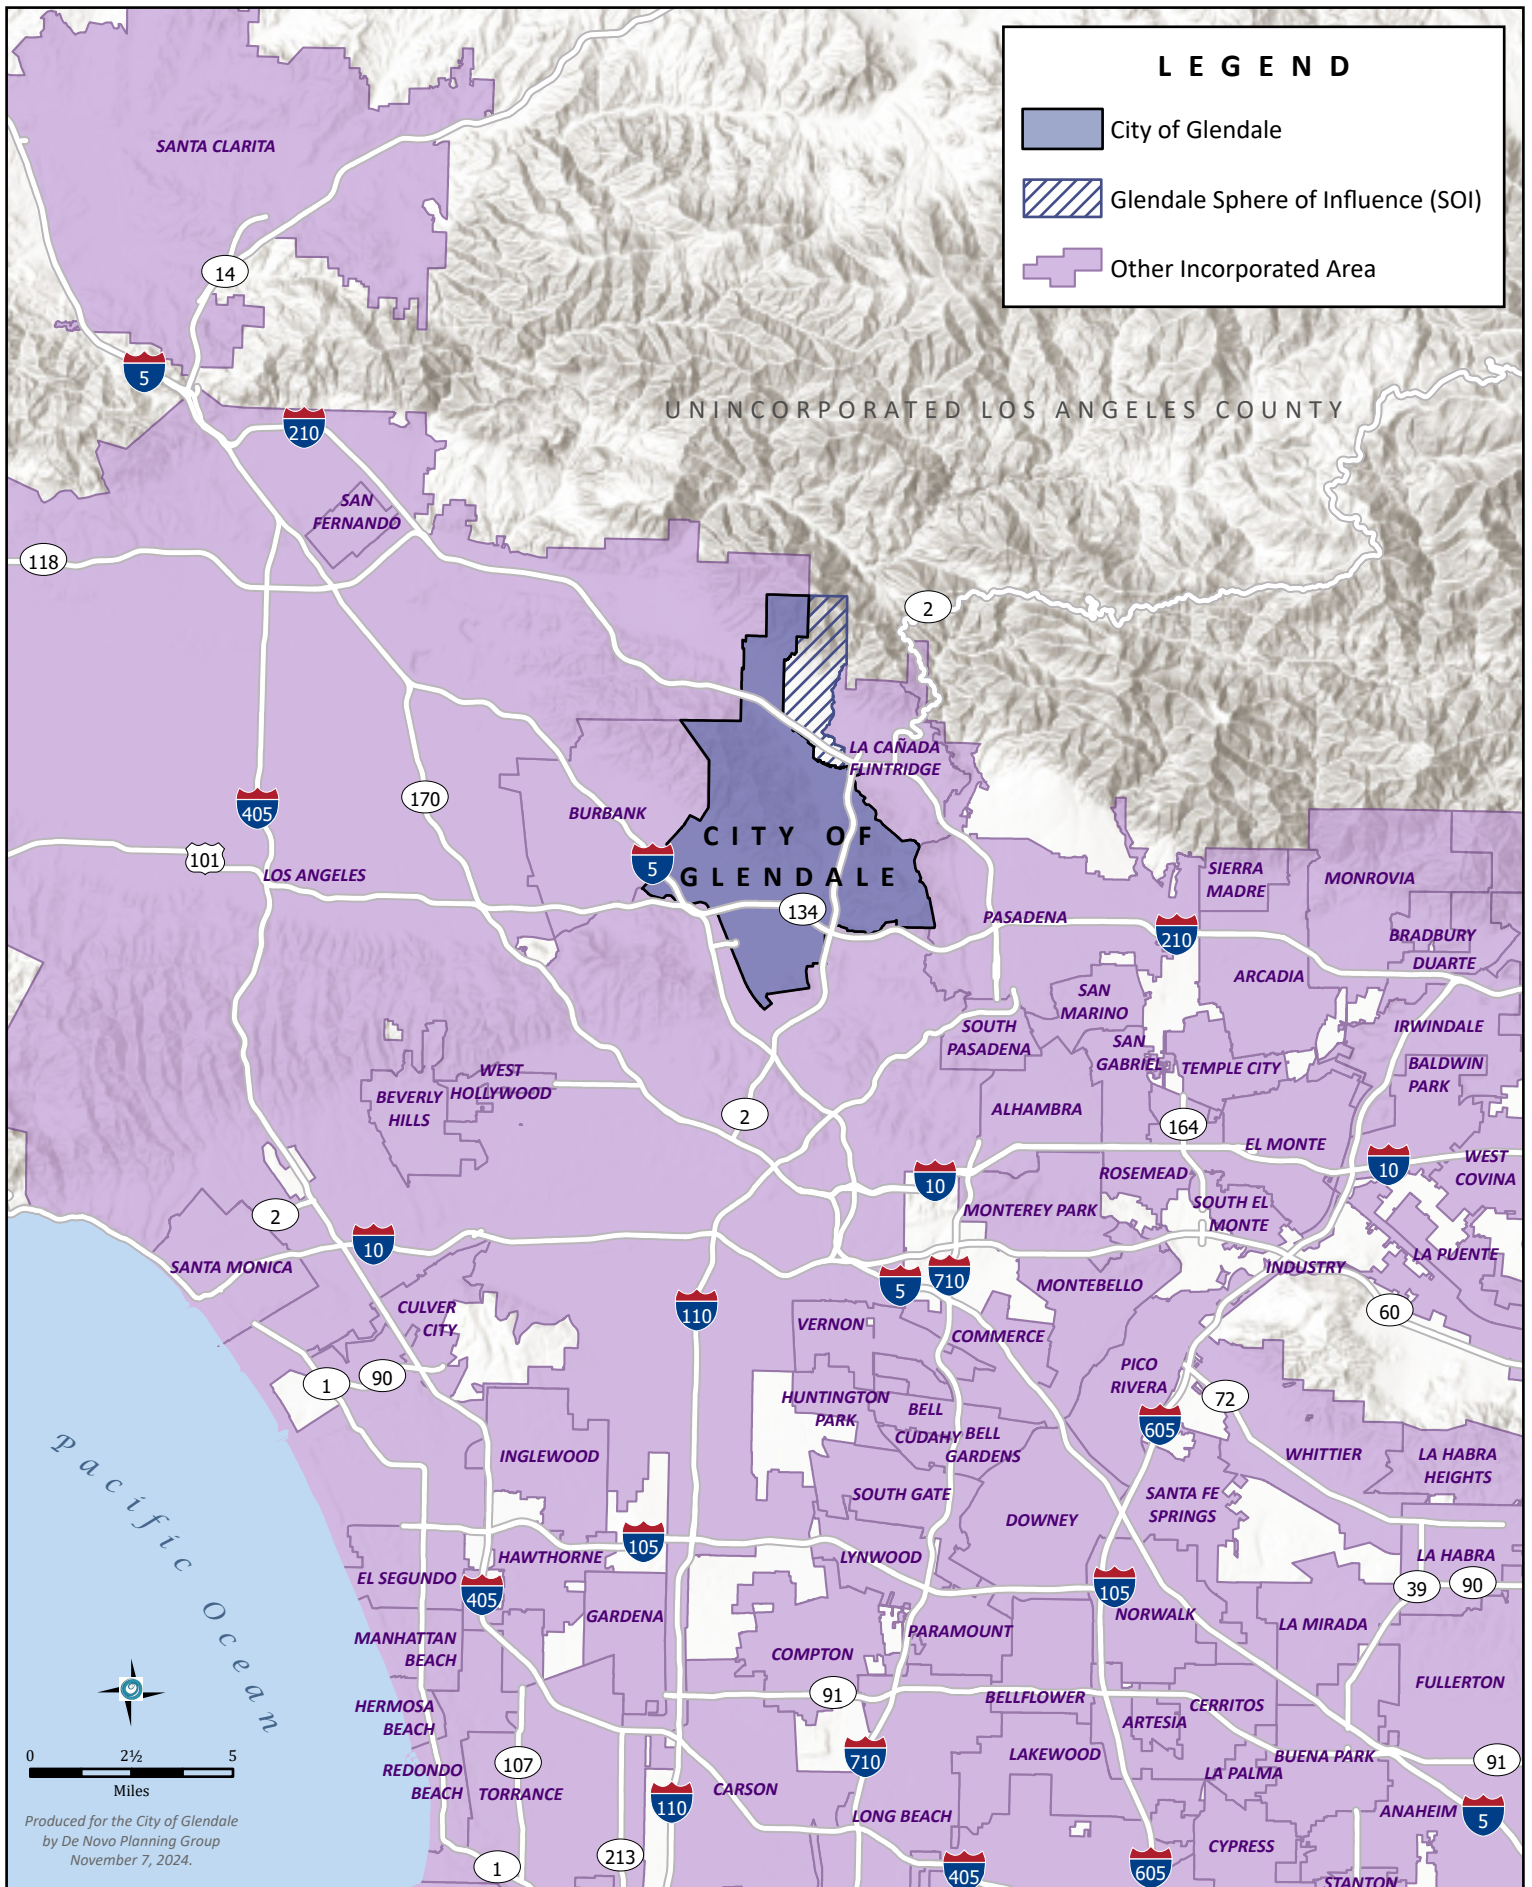 L E G E N D
City of Glendale
Glendale Sphere of Influence (SOI)
Other Incorporated Area
SANTA CLARITA
14
5
UNINCORPORATED LOS ANGELES COUNTY
210
SAN
FERNANDO
118
2
LA CAÑADA
FLINTRIDGE
405
170
BURBANK
CITY OF
GLENDALE
101
5
LOS ANGELES
SIERRA
MADRE
MONROVIA
134
PASADENA
210
BRADBURY
DUARTE
ARCADIA
SAN
MARINO
SOUTH
PASADENA
IRWINDALE
SAN
GABRIEL
TEMPLE CITY
BALDWIN
PARK
WEST
HOLLYWOOD
BEVERLY
HILLS
2
ALHAMBRA
164
EL MONTE
10
WEST
COVINA
ROSEMEAD
10
SOUTH EL
MONTE
MONTEREY PARK
2
10
SANTA MONICA
LA PUENTE
INDUSTRY
5
710
MONTEBELLO
60
110
CULVER
CITY
VERNON
COMMERCE
PICO
RIVERA
1
90
HUNTINGTON
PARK
BELL
72
605
CUDAHY
BELL
GARDENS
INGLEWOOD
WHITTIER
LA HABRA
HEIGHTS
SOUTH GATE
SANTA FE
SPRINGS
DOWNEY
Pacific Ocean
105
HAWTHORNE
LYNWOOD
LA HABRA
EL SEGUNDO
405
105
39
90
GARDENA
NORWALK
LA MIRADA
PARAMOUNT
MANHATTAN
BEACH
COMPTON
FULLERTON
91
BELLFLOWER
CERRITOS
HERMOSA
BEACH
ARTESIA
710
LAKEWOOD
BUENA PARK
91
107
LA PALMA
REDONDO
BEACH
TORRANCE
110
CARSON
LONG BEACH
ANAHEIM
5
CYPRESS
1
213
405
605
STANTON
0 2½ 5
Miles
Produced for the City of Glendale
by De Novo Planning Group
November 7, 2024.